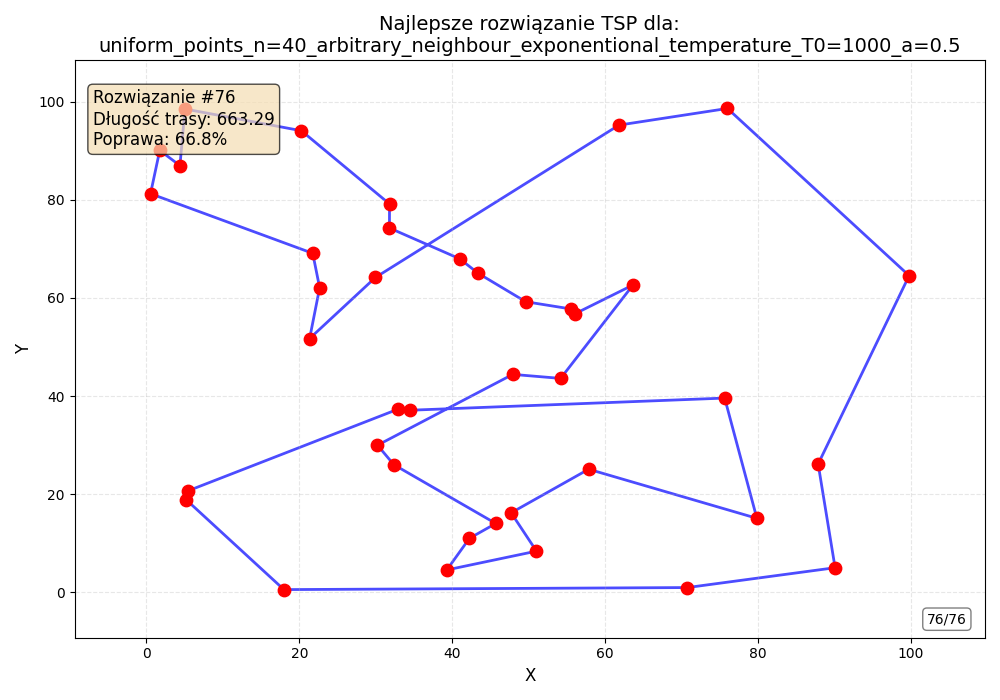 Najlepsze rozwiązanie TSP dla:
uniform_points_n=40_arbitrary_neighbour_exponential_temperature_T0=1000_a=0.5
Rozwiązanie #76
Długość trasy: 663.29
Poprawa: 66.8%
100
80
60
40
20
0
Y
76/76
0 20 40 60 80 100
X